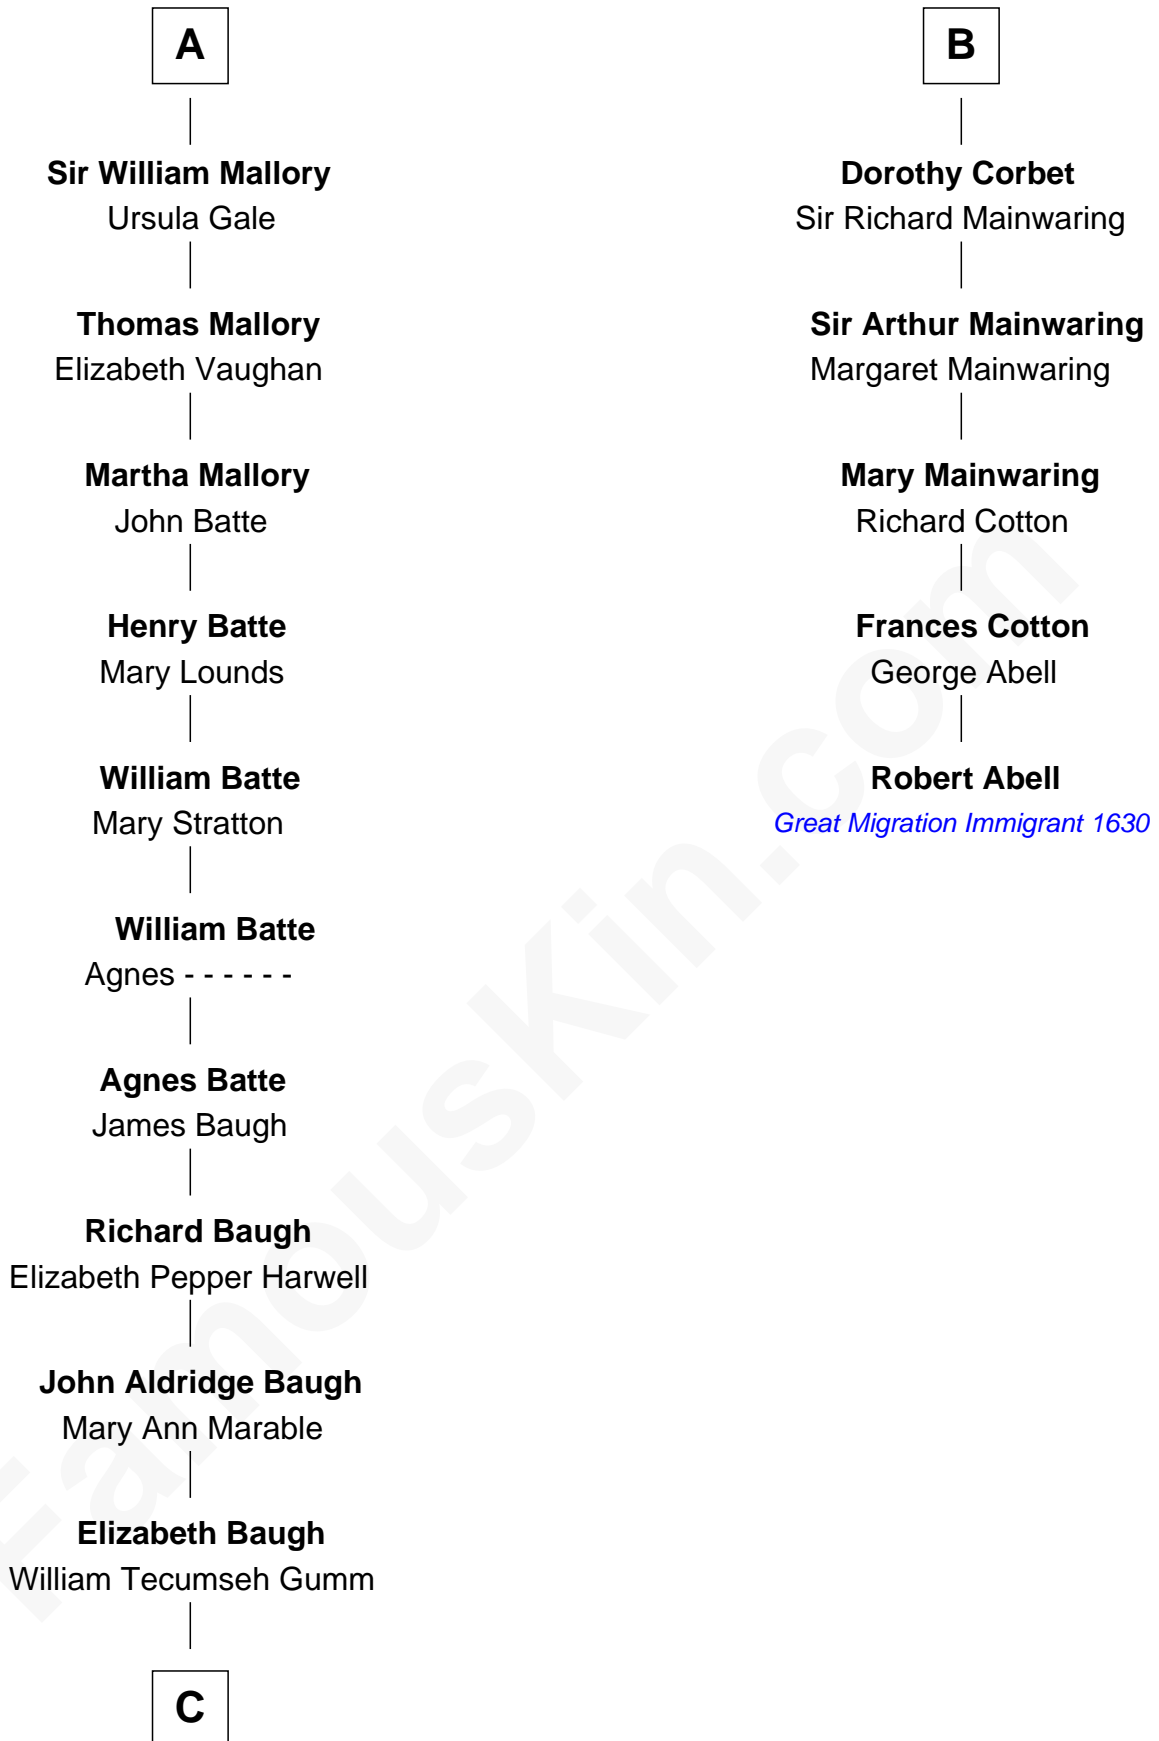 A
Sir William Mallory
Ursula Gale
Thomas Mallory
Elizabeth Vaughan
Martha Mallory
John Batte
Henry Batte
Mary Lounds
William Batte
Mary Stratton
William Batte
Agnes - - - - - -
Agnes Batte
James Baugh
Richard Baugh
Elizabeth Pepper Harwell
John Aldridge Baugh
Mary Ann Marable
Elizabeth Baugh
William Tecumseh Gumm
C
B
Dorothy Corbet
Sir Richard Mainwaring
Sir Arthur Mainwaring
Margaret Mainwaring
Mary Mainwaring
Richard Cotton
Frances Cotton
George Abell
Robert Abell
Great Migration Immigrant 1630
FamousKin.com